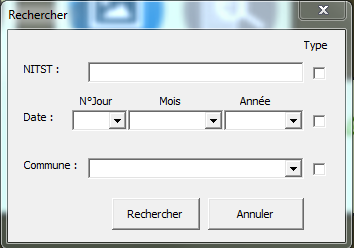 Rechercher
Type
NITST :
N°Jour Mois Année
Date :
Commune :
Rechercher Annuler